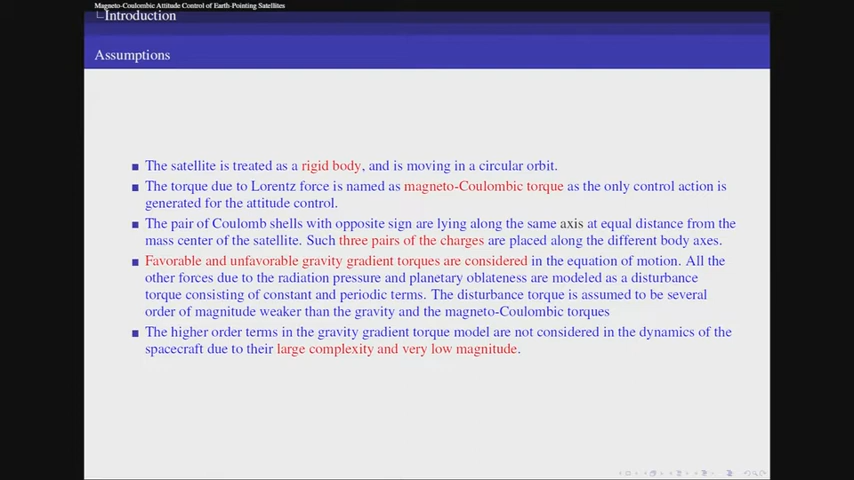 Magneto-Coulombic Attitude Control of Earth-Pointing Satellites
Introduction
Assumptions
The satellite is treated as a rigid body, and is moving in a circular orbit.
The torque due to Lorentz force is named as magneto-Coulombic torque as the only control action is
generated for the attitude control.
The pair of Coulomb shells with opposite sign are lying along the same axis at equal distance from the
mass center of the satellite. Such three pairs of the charges are placed along the different body axes.
Favorable and unfavorable gravity gradient torques are considered in the equation of motion. All the
other forces due to the radiation pressure and planetary oblateness are modeled as a disturbance
torque consisting of constant and periodic terms. The disturbance torque is assumed to be several
order of magnitude weaker than the gravity and the magneto-Coulombic torques
The higher order terms in the gravity gradient torque model are not considered in the dynamics of the
spacecraft due to their large complexity and very low magnitude.